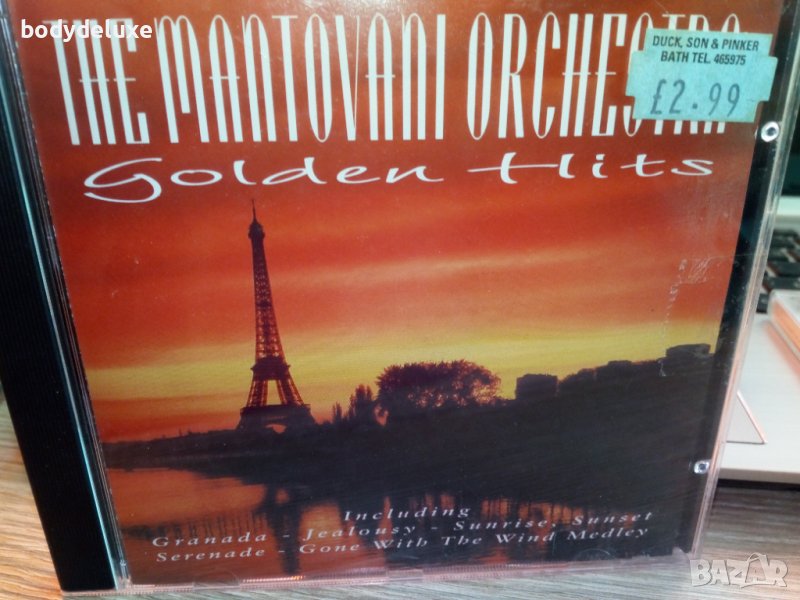 bodydeluxe
THE MANTOVANI ORCHESTRA
Golden Hits
DUCK, SON & PINKER
BATH TEL. 465975
£2.99
Including
Granada - Jealousy - Sunrise, Sunset
Serenade - Gone With The Wind Medley
BAZAR